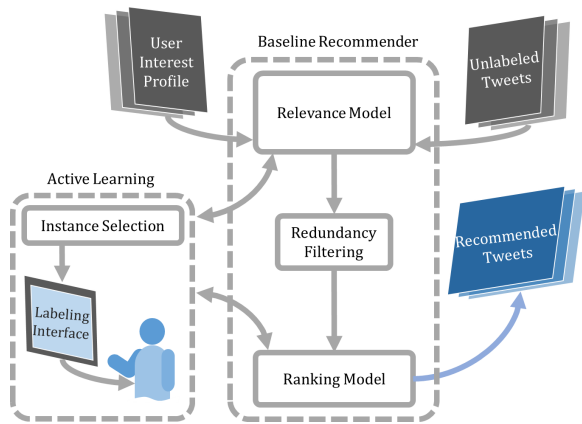 User
Interest
Profile
Baseline Recommender
Unlabeled
Tweets
Relevance Model
Active Learning
Instance Selection
Redundancy
Filtering
Recommended
Tweets
Labeling
Interface
Ranking Model